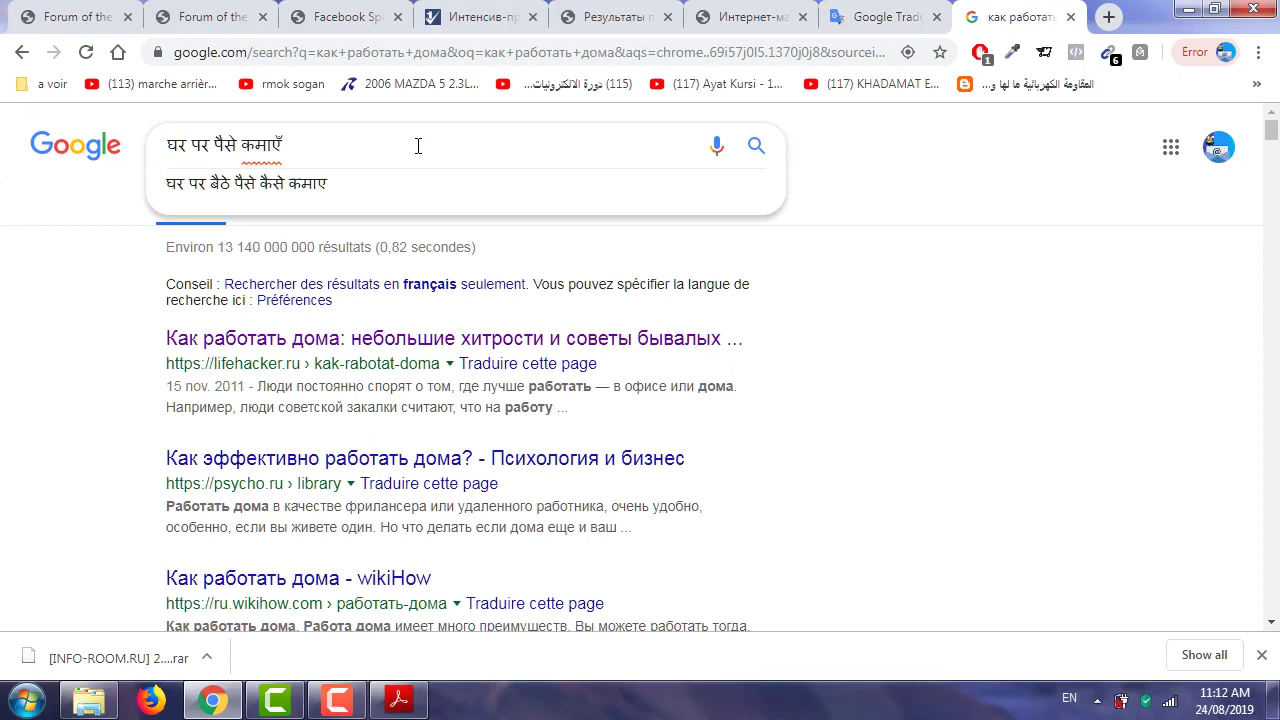 Forum of the
Forum of the
Facebook Sp
Интенсив-пр
Результаты п
Интернет-ма
Google Tradu
как работать
google.com/search?q=как+работать+дома&oq=как+работать+дома&aqs=chrome..69i57j0l5.1370j0j8&sourcei...
1
6
Error
a voir
(113) marche arrièr...
rmok sogani
2006 MAZDA 5 2.3L...
دورة الالكترونيات (115)...
(117) Ayat Kursi - 1...
(117) KHADAMAT E...
المقاومة الكهربائية ما لها و...
»
Google
घर पर पैसे कमाएँ
घर पर बैठे पैसे कैसे कमाए
Environ 13 140 000 000 résultats (0,82 secondes)
Conseil : Rechercher des résultats en français seulement. Vous pouvez spécifier la langue de
recherche ici : Préférences
Как работать дома: небольшие хитрости и советы бывалых ...
https://lifehacker.ru › kak-rabotat-doma ▼ Traduire cette page
15 nov. 2011 - Люди постоянно спорят о том, где лучше работать — в офисе или дома.
Например, люди советской закалки считают, что на работу ...
Как эффективно работать дома? - Психология и бизнес
https://psycho.ru › library ▼ Traduire cette page
Работать дома в качестве фрилансера или удаленного работника, очень удобно,
особенно, если вы живете один. Но что делать если дома еще и ваш ...
Как работать дома - wikiHow
https://ru.wikihow.com › работать-дома ▼ Traduire cette page
Как работать дома. Работа дома имеет много преимуществ. Вы можете работать тогда,
[INFO-ROOM.RU] 2....rar
Show all
EN
11:12 AM
24/08/2019